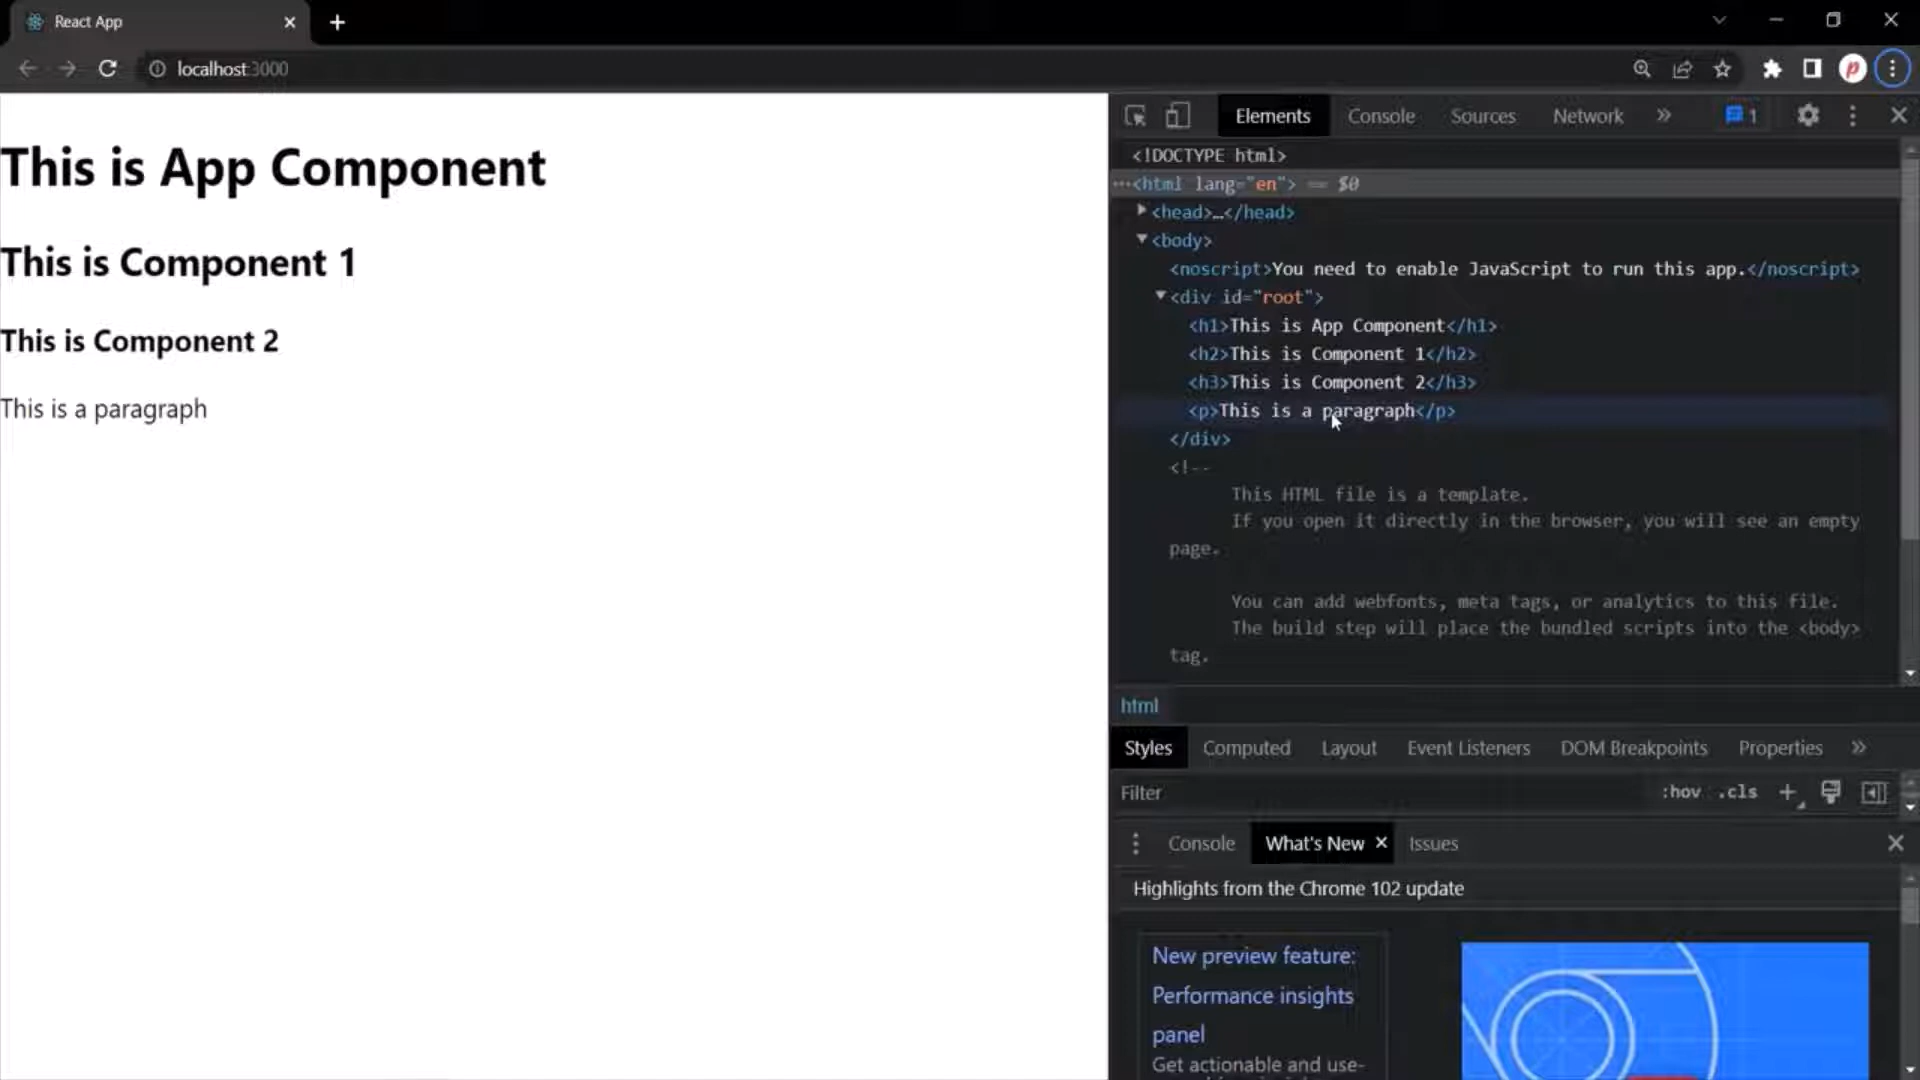 React App
localhost:3000
This is App Component
This is Component 1
This is Component 2
This is a paragraph
Elements Console Sources Network » 1
<!DOCTYPE html>
⋯<html lang="en"> == $0
<head>…</head>
<body>
<noscript>You need to enable JavaScript to run this app.</noscript>
<div id="root">
<h1>This is App Component</h1>
<h2>This is Component 1</h2>
<h3>This is Component 2</h3>
<p>This is a paragraph</p>
</div>
<!--
This HTML file is a template.
If you open it directly in the browser, you will see an empty
page.
You can add webfonts, meta tags, or analytics to this file.
The build step will place the bundled scripts into the <body>
tag.
html
Styles Computed Layout Event Listeners DOM Breakpoints Properties »
Filter :hov .cls +
Console What's New × Issues
Highlights from the Chrome 102 update
New preview feature:
Performance insights
panel
Get actionable and use-